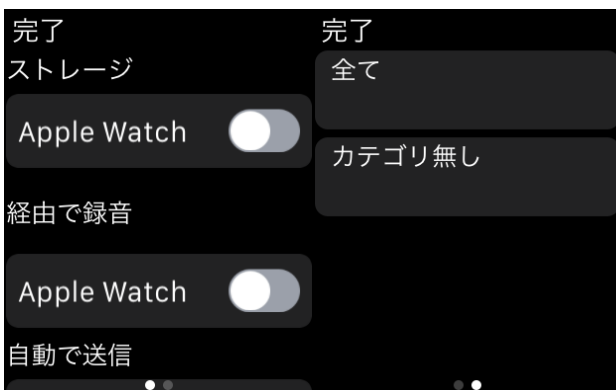 完了
ストレージ
Apple Watch
経由で録音
Apple Watch
自動で送信
完了
全て
カテゴリ無し